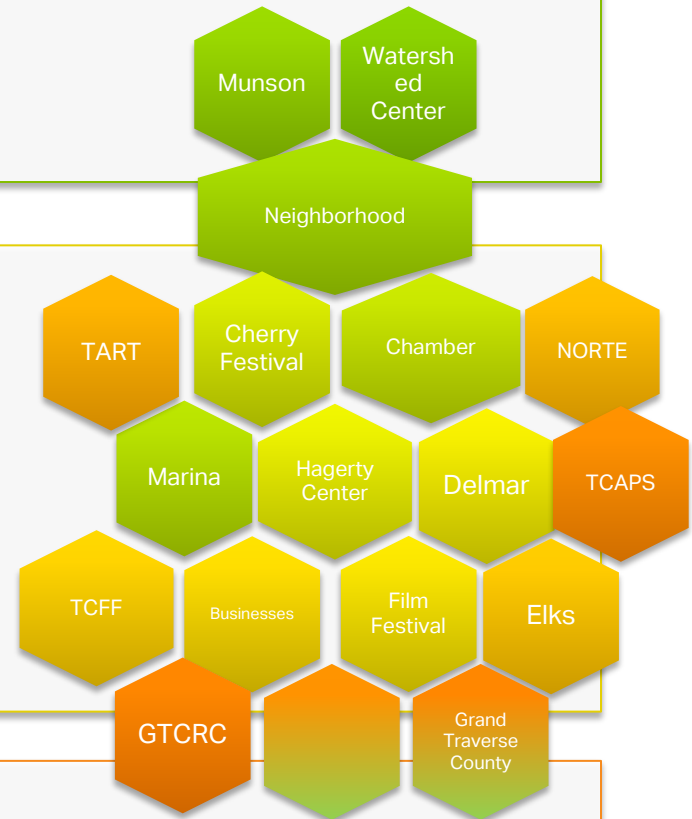 Munson
Watersh
ed
Center
Neighborhood
TART
Cherry
Festival
Chamber
NORTE
Marina
Hagerty
Center
Delmar
TCAPS
TCFF
Businesses
Film
Festival
Elks
GTCRC
Grand
Traverse
County